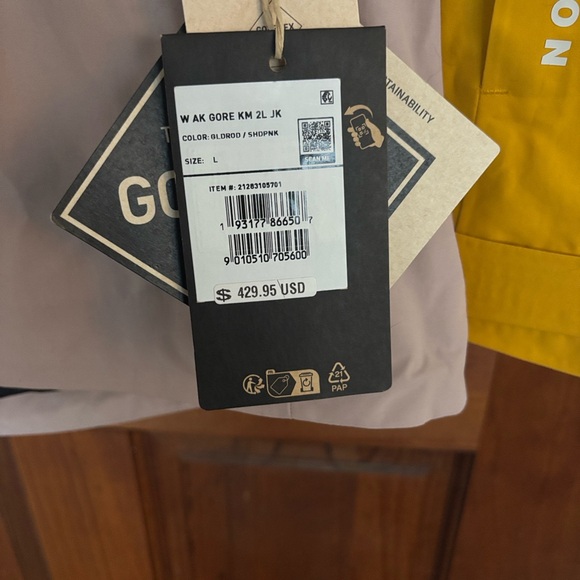 W AK GORE KM 2L JK
COLOR: GLDROD / SHDPNK
SIZE: L
SCAN ME
ITEM #: 21283105701
1 93177 86650 7
9 010510 705600
$ 429.95 USD
21
PAP
GO
NO